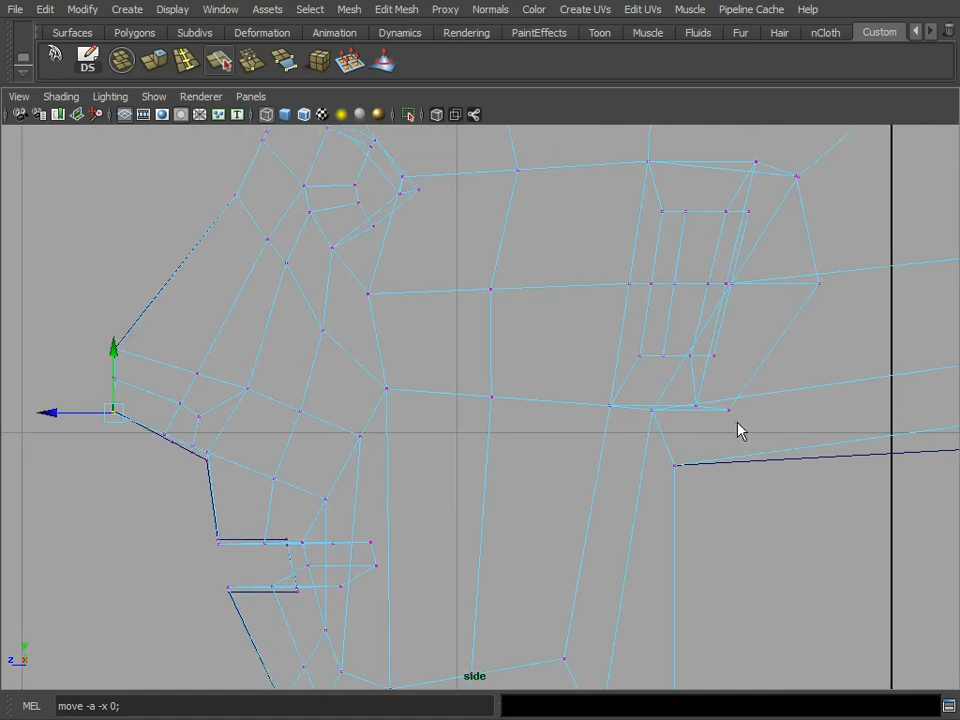 File Edit Modify Create Display Window Assets Select Mesh Edit Mesh Proxy Normals Color Create UVs Edit UVs Muscle Pipeline Cache Help
Surfaces Polygons Subdivs Deformation Animation Dynamics Rendering PaintEffects Toon Muscle Fluids Fur Hair nCloth Custom
DS
View Shading Lighting Show Renderer Panels
T
y
z x
side
MEL move -a -x 0;